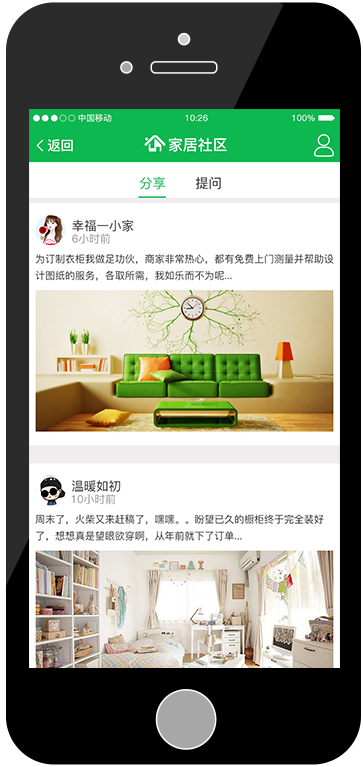 中国移动 10:26 100%
返回 家居社区
分享 提问
幸福一小家
6小时前
为订制衣柜我做足功伙，商家非常热心，都有免费上门测量并帮助设
计图纸的服务，各取所需，我如乐而不为呢...
温暖如初
10小时前
周末了，火柴又来赶稿了，嘿嘿。。盼望已久的橱柜终于完全装好
了，想想真是望眼欲穿啊，从年前就下了订单...